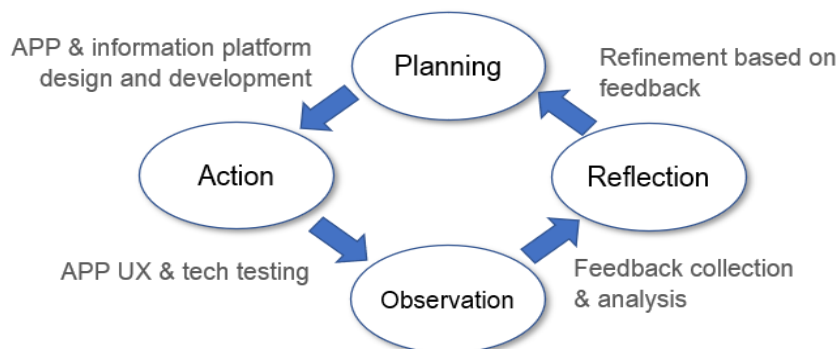 APP & information platform
design and development
Planning
Refinement based on
feedback
Action
Reflection
APP UX & tech testing
Observation
Feedback collection
& analysis